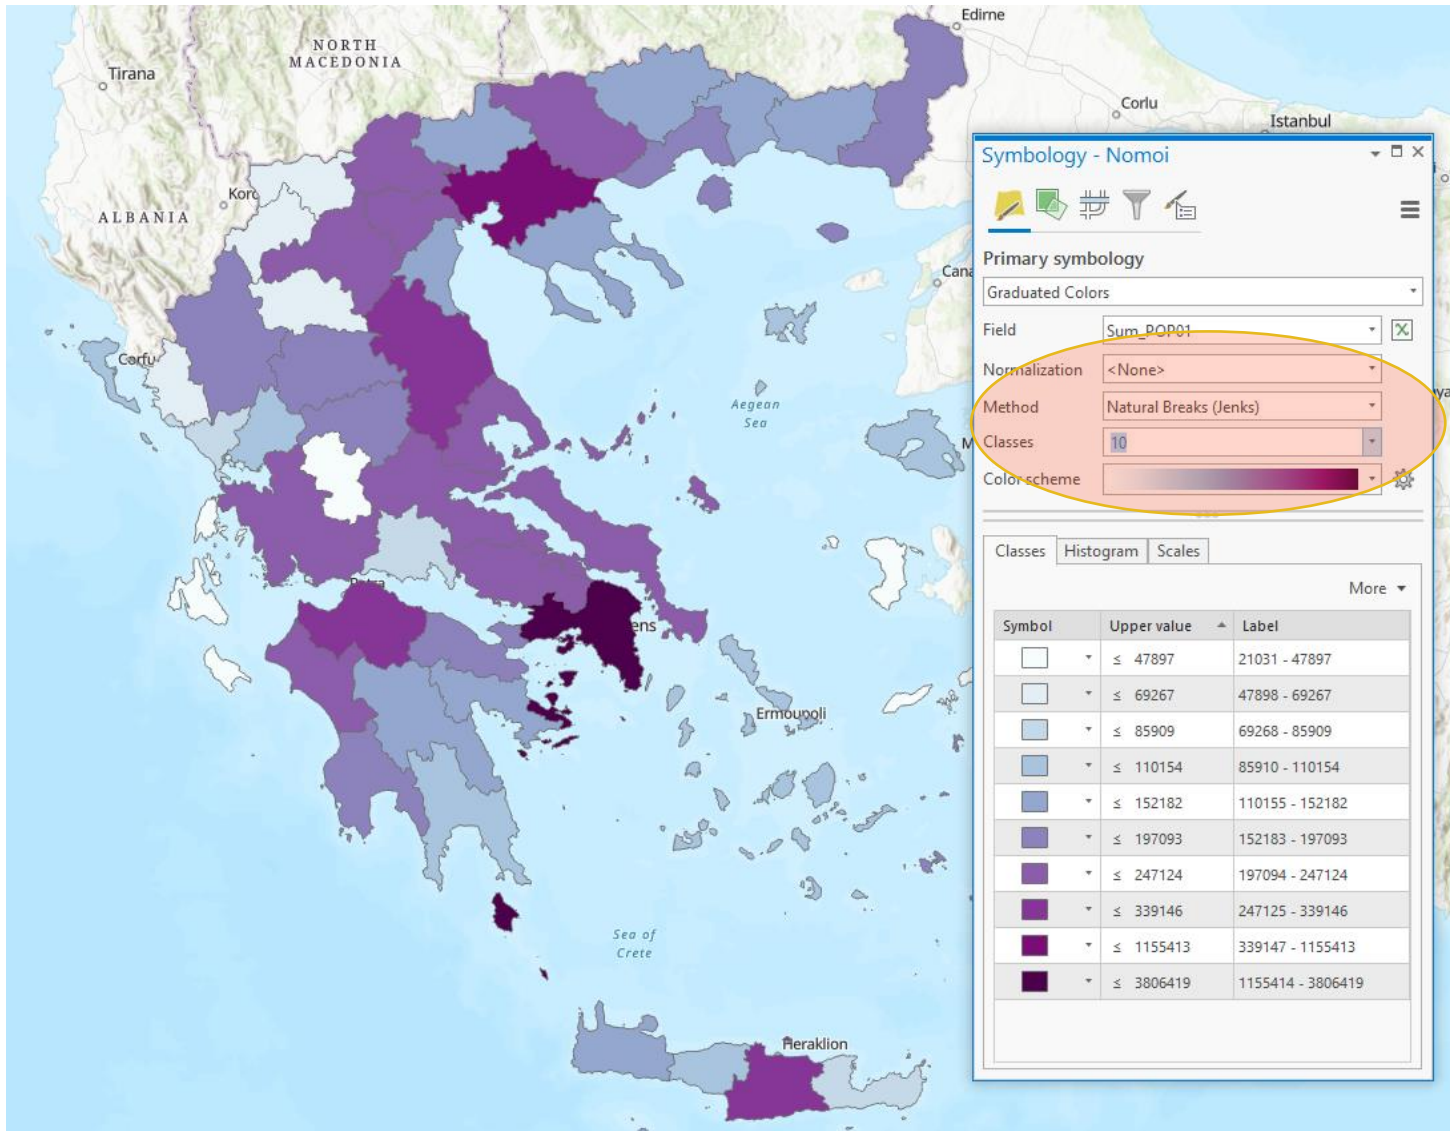 Edirne
NORTH
MACEDONIA
Tirana
Corlu
Istanbul
ALBANIA
Corfu
Aegean
Sea
Ermoupoli
Sea of
Crete
Heraklion
Symbology - Nomoi
Primary symbology
Graduated Colors
Field
Sum_POP01
Normalization
<None>
Method
Natural Breaks (Jenks)
Classes
10
Color scheme
Classes Histogram Scales
More
Symbol Upper value Label
≤ 47897 21031 - 47897
≤ 69267 47898 - 69267
≤ 85909 69268 - 85909
≤ 110154 85910 - 110154
≤ 152182 110155 - 152182
≤ 197093 152183 - 197093
≤ 247124 197094 - 247124
≤ 339146 247125 - 339146
≤ 1155413 339147 - 1155413
≤ 3806419 1155414 - 3806419